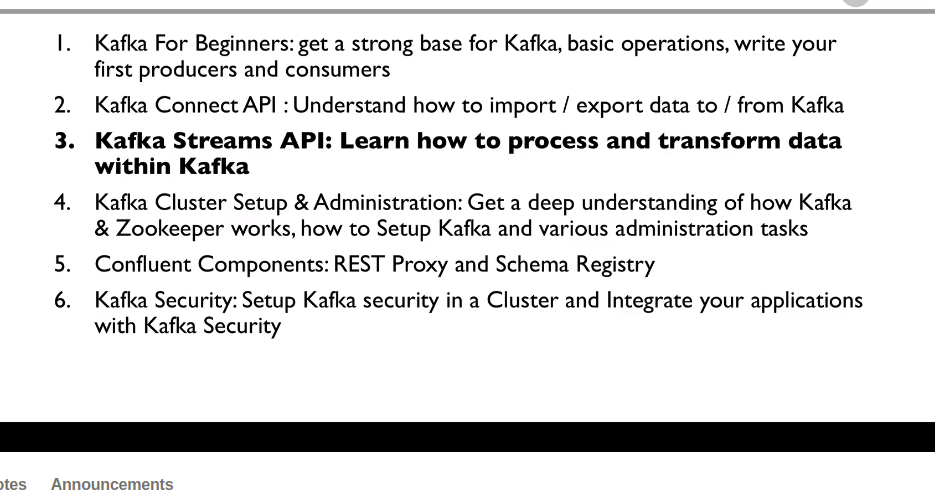 1. Kafka For Beginners: get a strong base for Kafka, basic operations, write your
first producers and consumers
2. Kafka Connect API : Understand how to import / export data to / from Kafka
3. Kafka Streams API: Learn how to process and transform data
within Kafka
4. Kafka Cluster Setup & Administration: Get a deep understanding of how Kafka
& Zookeeper works, how to Setup Kafka and various administration tasks
5. Confluent Components: REST Proxy and Schema Registry
6. Kafka Security: Setup Kafka security in a Cluster and Integrate your applications
with Kafka Security
otes Announcements